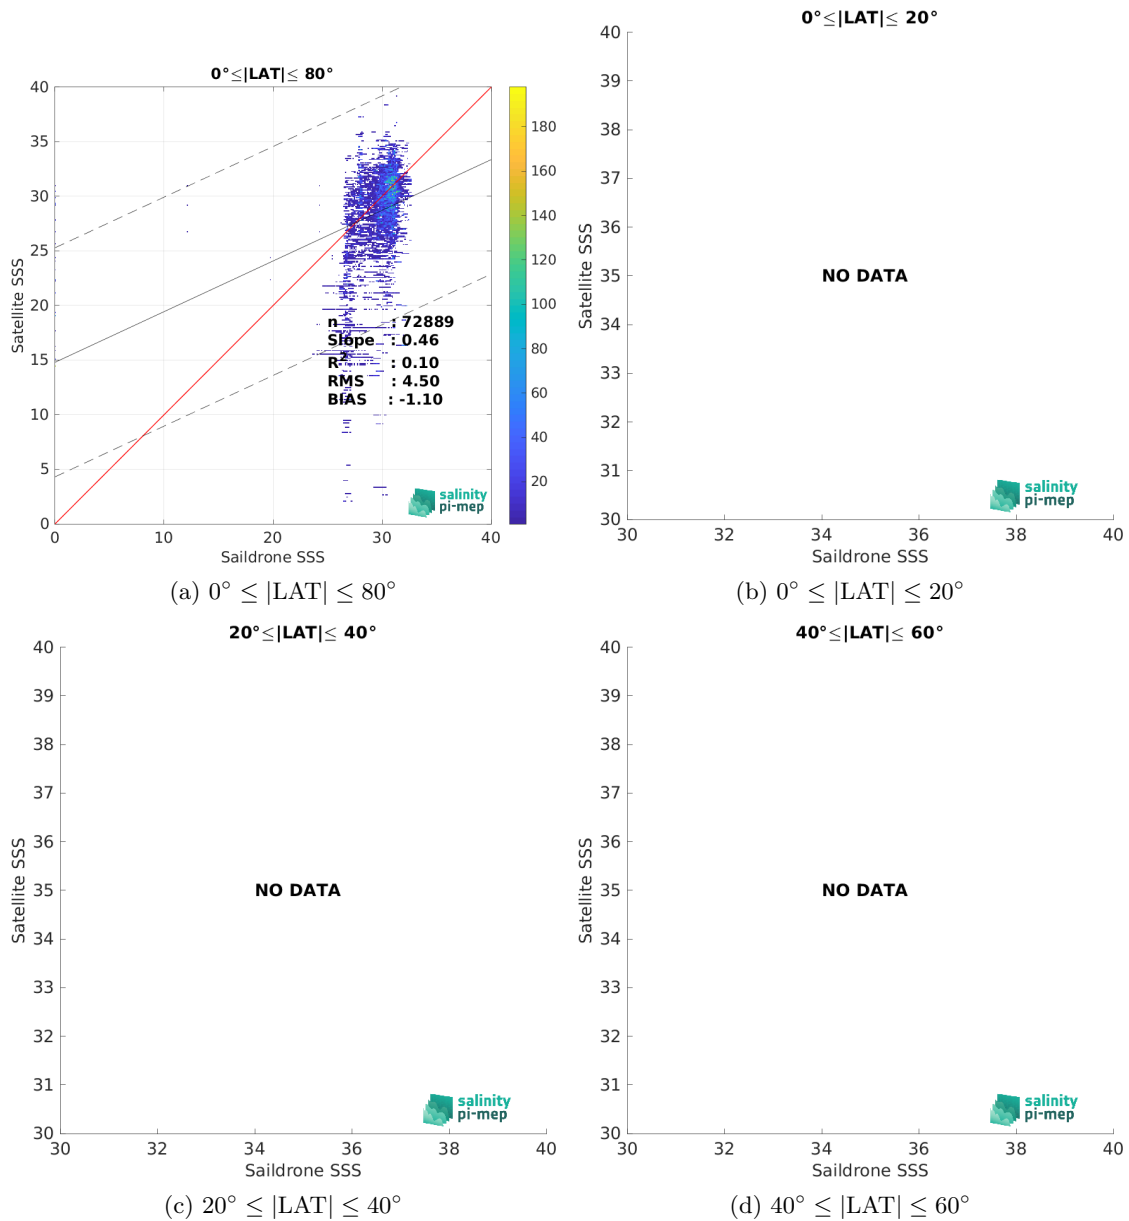 0°≤|LAT|≤ 80°
40
35
30
25
20
15
10
5
0
0
10
20
30
40
Satellite SSS
Saildrone SSS
180
160
140
120
100
80
60
40
20
n : 72889
Slope : 0.46
R2 : 0.10
RMS : 4.50
BIAS : -1.10
salinity
pi-mep
(a) 0° ≤ |LAT| ≤ 80°
0°≤|LAT|≤ 20°
40
39
38
37
36
35
34
33
32
31
30
30
32
34
36
38
40
Satellite SSS
Saildrone SSS
NO DATA
salinity
pi-mep
(b) 0° ≤ |LAT| ≤ 20°
20°≤|LAT|≤ 40°
40
39
38
37
36
35
34
33
32
31
30
30
32
34
36
38
40
Satellite SSS
Saildrone SSS
NO DATA
salinity
pi-mep
(c) 20° ≤ |LAT| ≤ 40°
40°≤|LAT|≤ 60°
40
39
38
37
36
35
34
33
32
31
30
30
32
34
36
38
40
Satellite SSS
Saildrone SSS
NO DATA
salinity
pi-mep
(d) 40° ≤ |LAT| ≤ 60°